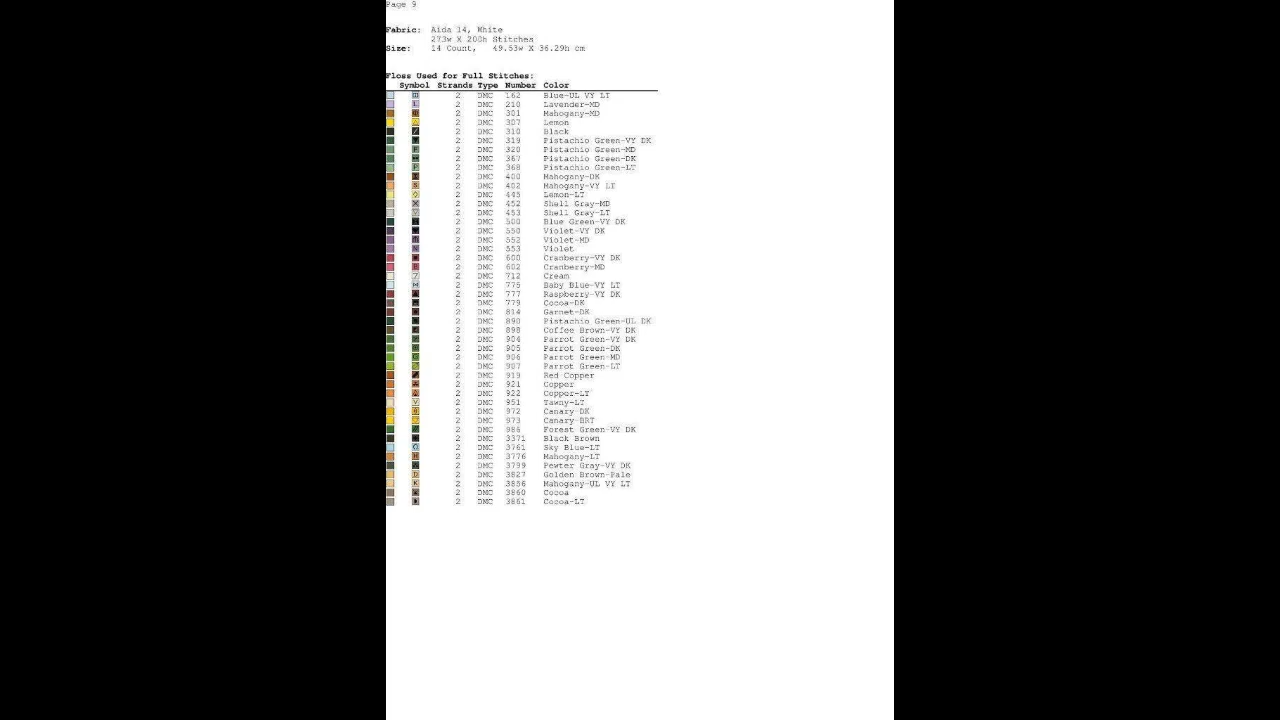 Page 9
Fabric: Aida 14, White
273w X 200h Stitches
Size: 14 Count, 49.53w X 36.29h cm
Floss Used for Full Stitches:
Symbol Strands Type Number Color
2 DMC 162 Blue-UL VY LT
L 2 DMC 210 Lavender-MD
2 DMC 301 Mahogany-MD
2 DMC 307 Lemon
2 DMC 310 Black
2 DMC 319 Pistachio Green-VY DK
2 DMC 320 Pistachio Green-MD
2 DMC 367 Pistachio Green-DK
P 2 DMC 368 Pistachio Green-LT
2 DMC 400 Mahogany-DK
S 2 DMC 402 Mahogany-VY LT
2 DMC 445 Lemon-LT
2 DMC 452 Shell Gray-MD
2 DMC 453 Shell Gray-LT
2 DMC 500 Blue Green-VY DK
2 DMC 550 Violet-VY DK
2 DMC 552 Violet-MD
N 2 DMC 553 Violet
2 DMC 600 Cranberry-VY DK
2 DMC 602 Cranberry-MD
2 DMC 712 Cream
2 DMC 775 Baby Blue-VY LT
2 DMC 777 Raspberry-VY DK
2 DMC 779 Cocoa-DK
2 DMC 814 Garnet-DK
2 DMC 890 Pistachio Green-UL DK
2 DMC 898 Coffee Brown-VY DK
2 DMC 904 Parrot Green-VY DK
2 DMC 905 Parrot Green-DK
2 DMC 906 Parrot Green-MD
2 DMC 907 Parrot Green-LT
2 DMC 919 Red Copper
2 DMC 921 Copper
2 DMC 922 Copper-LT
V 2 DMC 951 Tawny-LT
2 DMC 972 Canary-DK
2 DMC 973 Canary-BRT
2 DMC 986 Forest Green-VY DK
2 DMC 3371 Black Brown
G 2 DMC 3761 Sky Blue-LT
H 2 DMC 3776 Mahogany-LT
2 DMC 3799 Pewter Gray-VY DK
D 2 DMC 3827 Golden Brown-Pale
K 2 DMC 3856 Mahogany-UL VY LT
2 DMC 3860 Cocoa
2 DMC 3861 Cocoa-LT